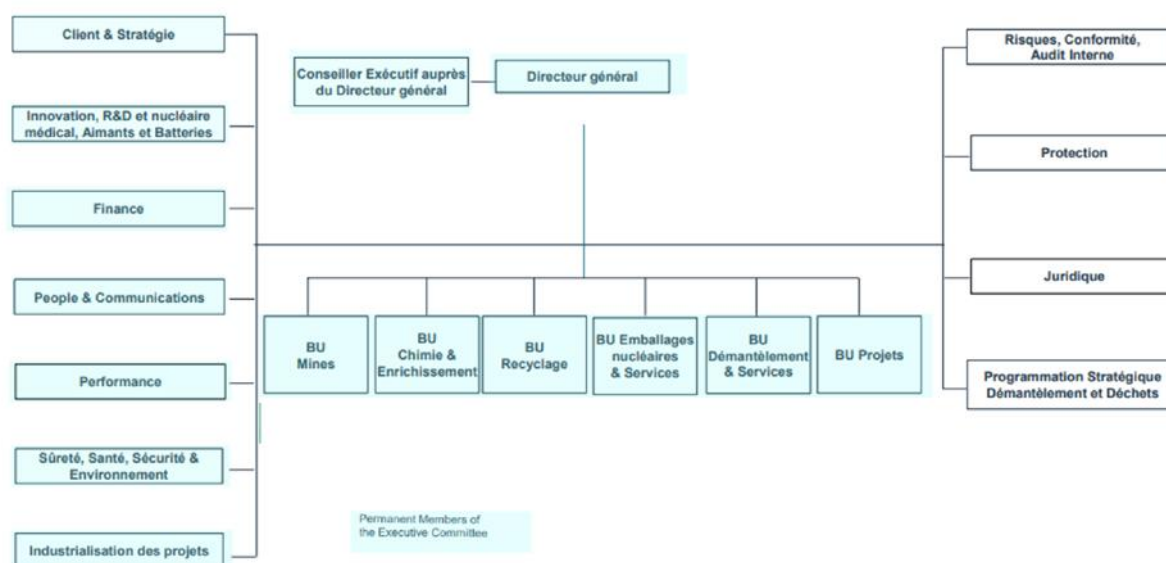 Client & Stratégie
Innovation, R&D et nucléaire
médical, Aimants et Batteries
Finance
People & Communications
Performance
Sûreté, Santé, Sécurité &
Environnement
Industrialisation des projets
Conseiller Exécutif auprès
du Directeur général
Directeur général
BU
Mines
BU
Chimie &
Enrichissement
BU
Recyclage
BU Emballages
nucléaires
& Services
BU
Démantèlement
& Services
BU Projets
Permanent Members of
the Executive Committee
Risques, Conformité,
Audit Interne
Protection
Juridique
Programmation Stratégique
Démantèlement et Déchets